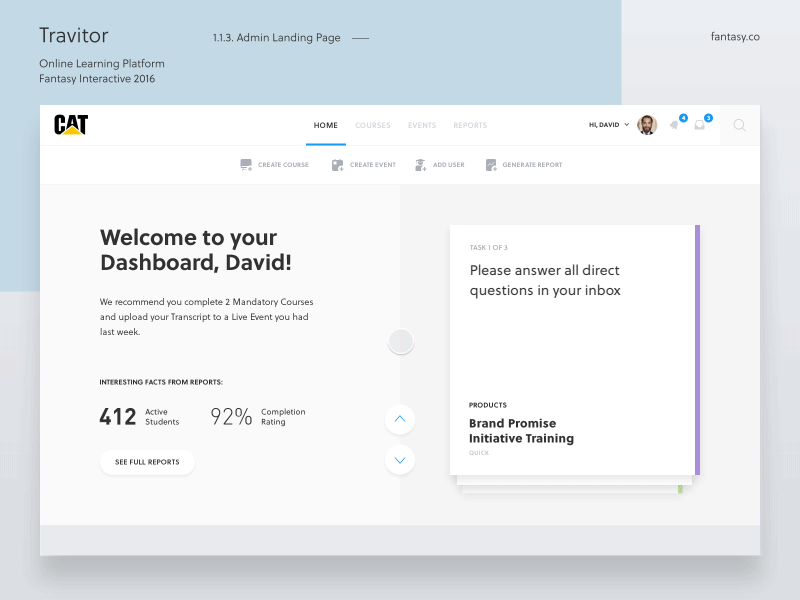 Travitor
1.1.3. Admin Landing Page
fantasy.co
Online Learning Platform
Fantasy Interactive 2016
CAT
HOME
COURSES
EVENTS
REPORTS
HI, DAVID
4
3
CREATE COURSE
CREATE EVENT
ADD USER
GENERATE REPORT
Welcome to your
Dashboard, David!
We recommend you complete 2 Mandatory Courses
and upload your Transcript to a Live Event you had
last week.
INTERESTING FACTS FROM REPORTS:
412
Active
Students
92%
Completion
Rating
SEE FULL REPORTS
TASK 1 OF 3
Please answer all direct
questions in your inbox
PRODUCTS
Brand Promise
Initiative Training
QUICK